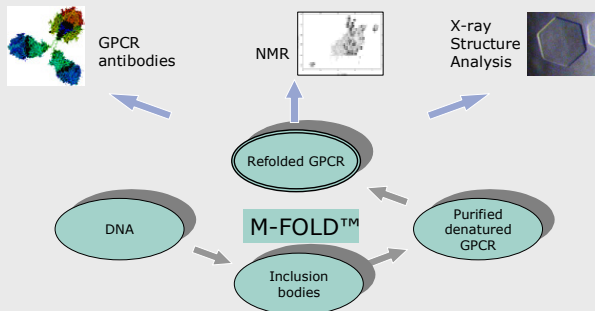 GPCR
antibodies
NMR
X-ray
Structure
Analysis
Refolded GPCR
DNA
M-FOLD™
Purified
denatured
GPCR
Inclusion
bodies